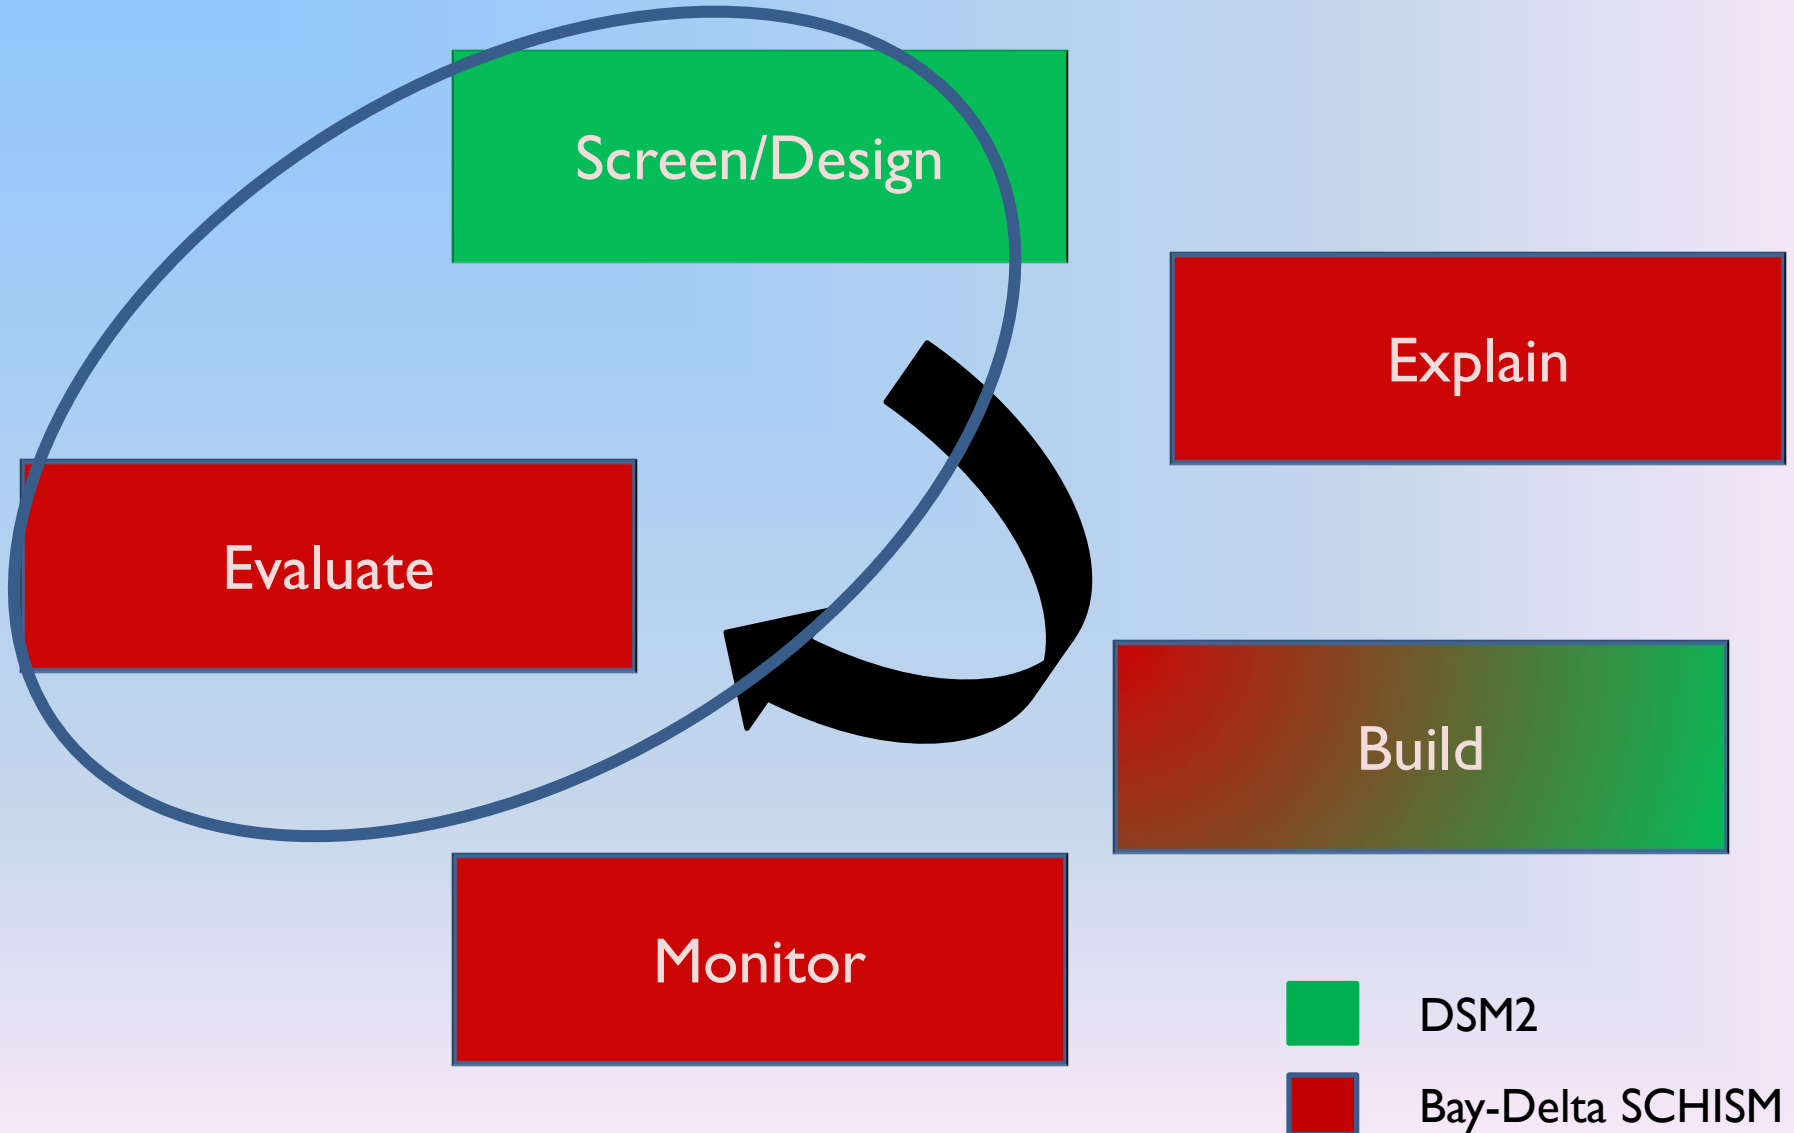 Screen/Design
Explain
Evaluate
Build
Monitor
DSM2
Bay-Delta SCHISM